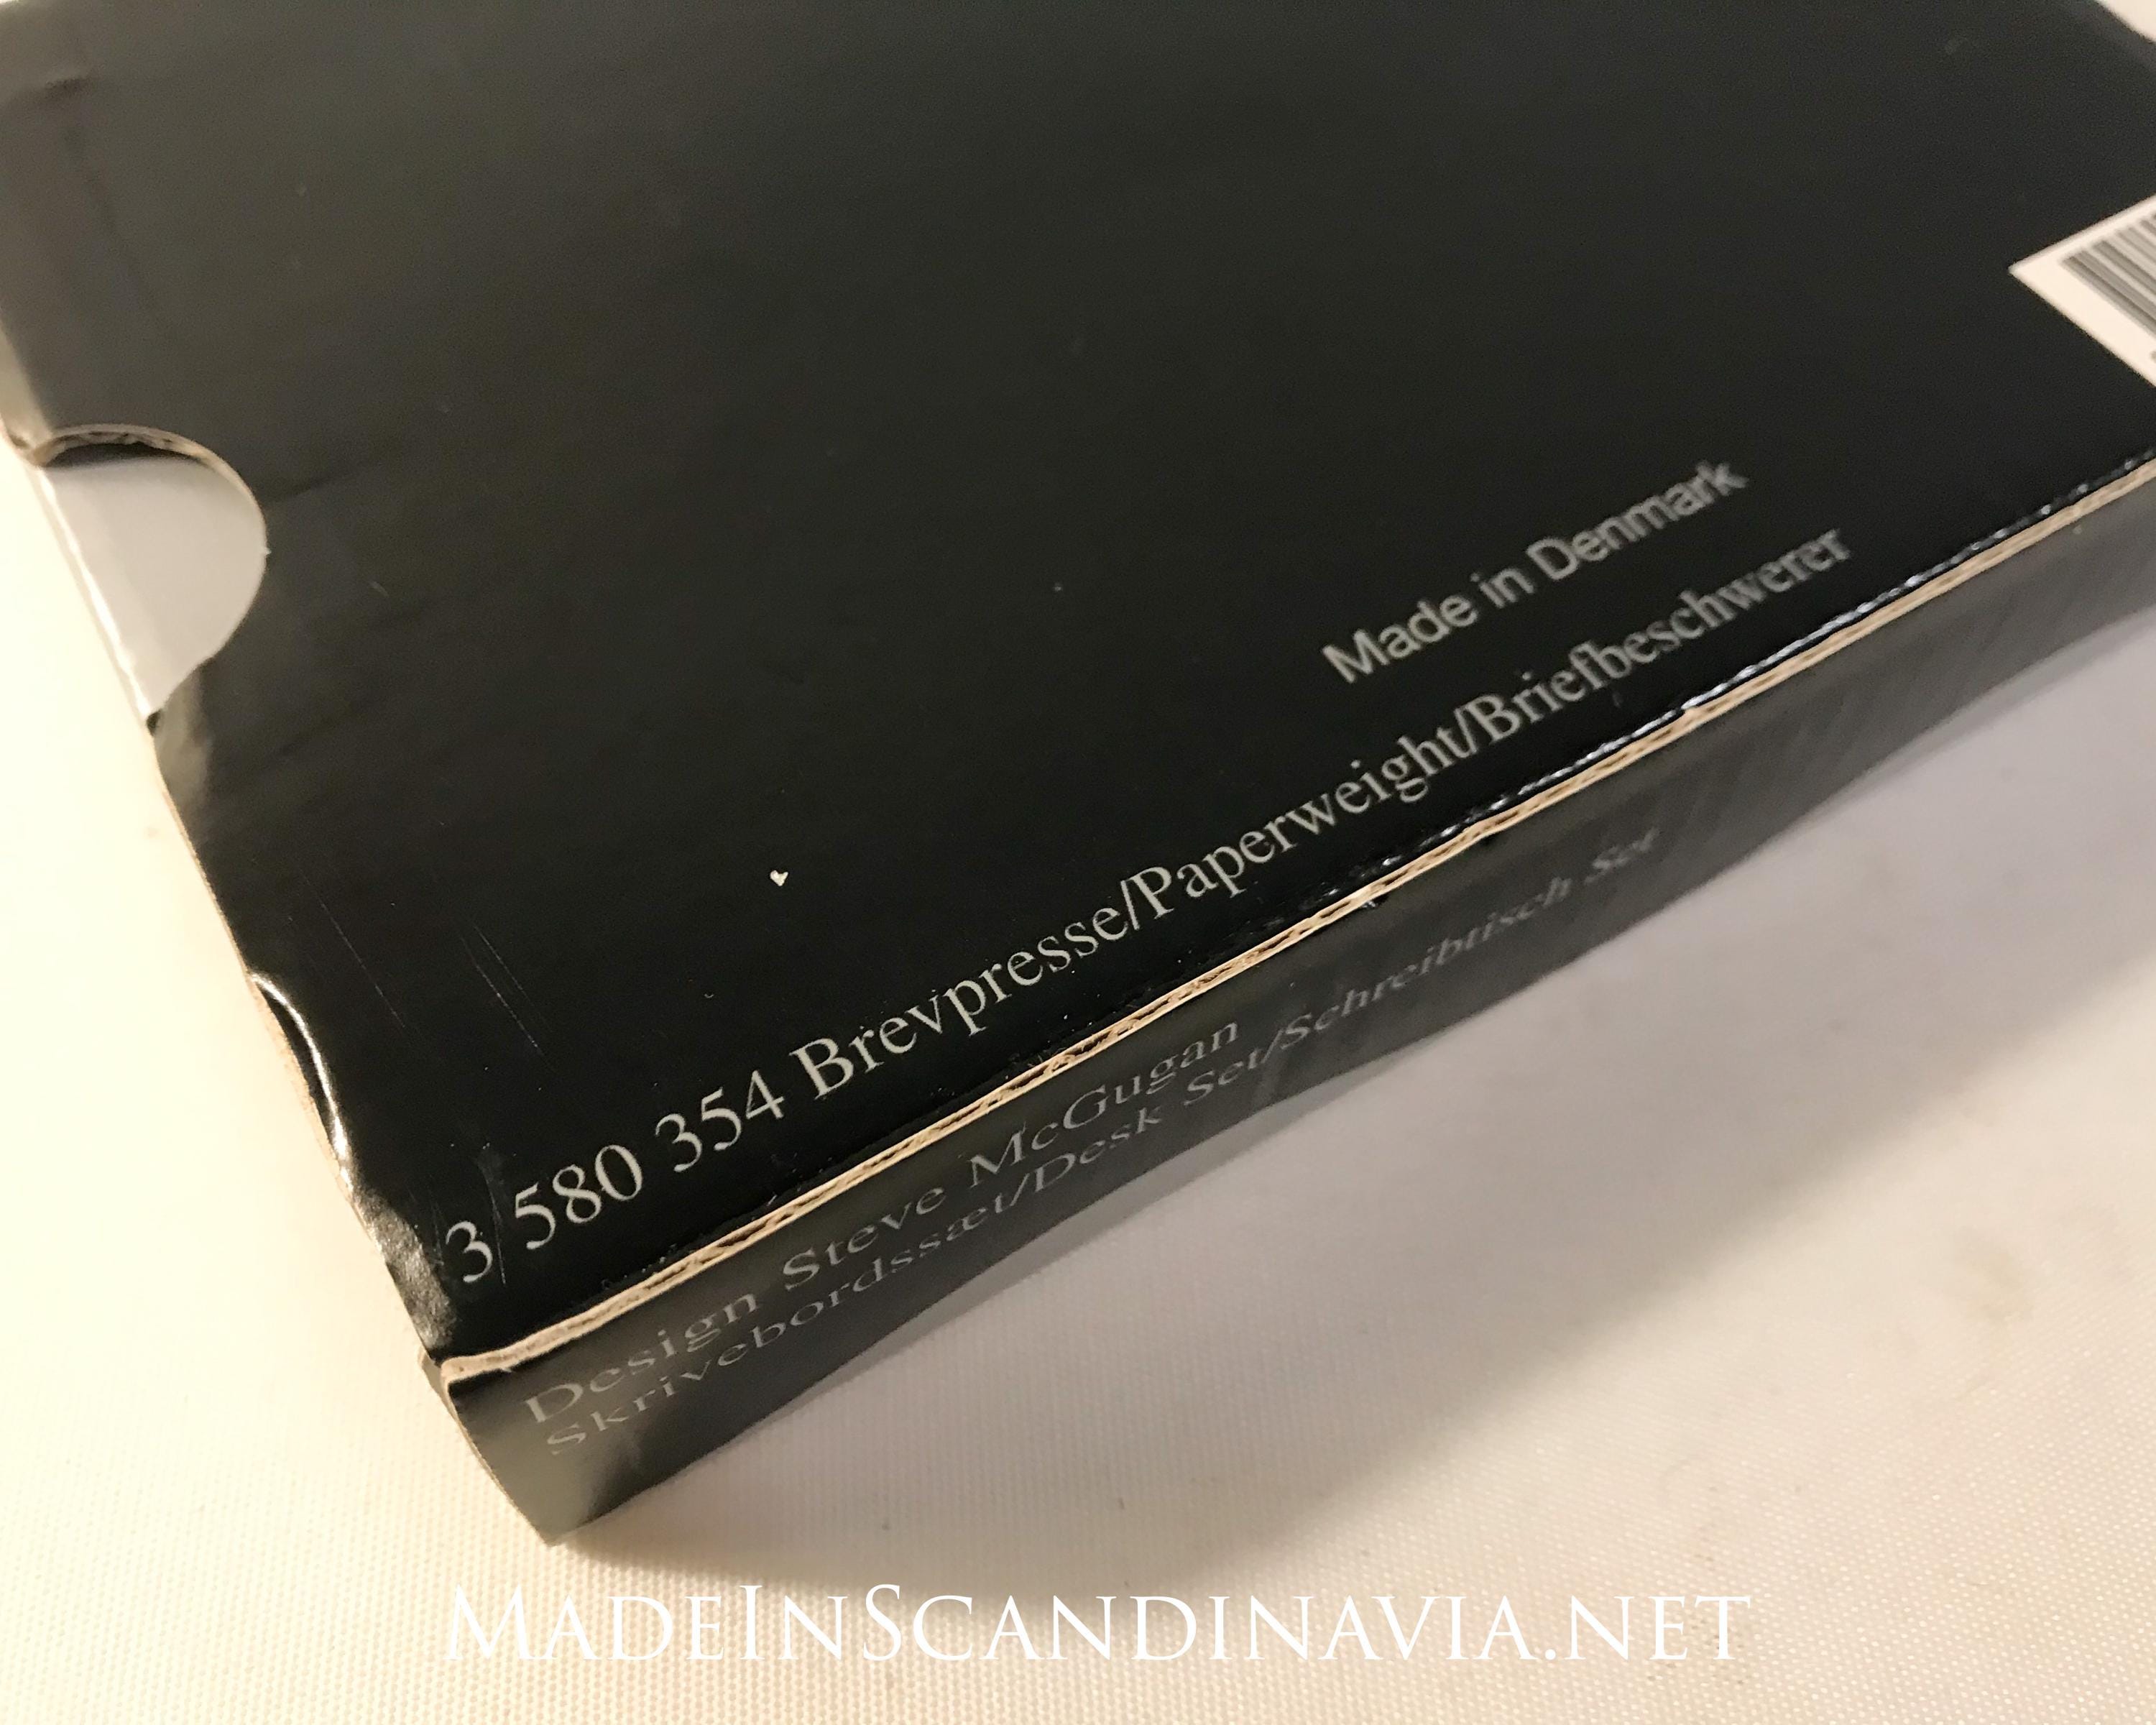 Made in Denmark
3 580 354 Brevpresse/Paperweight/Briefbeschwerer
Design Steve McGugan
Skrivebordssæt/Desk Set/Schreibtisch Set
MADEINSCANDINAVIA.NET